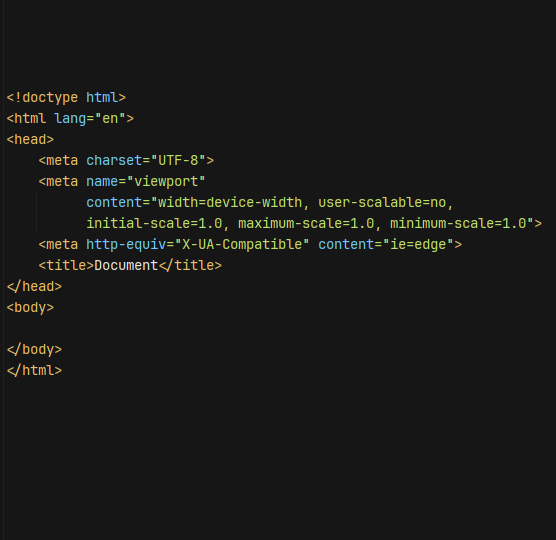 <!doctype html>
<html lang="en">
<head>
    <meta charset="UTF-8">
    <meta name="viewport"
          content="width=device-width, user-scalable=no,
          initial-scale=1.0, maximum-scale=1.0, minimum-scale=1.0">
    <meta http-equiv="X-UA-Compatible" content="ie=edge">
    <title>Document</title>
</head>
<body>

</body>
</html>